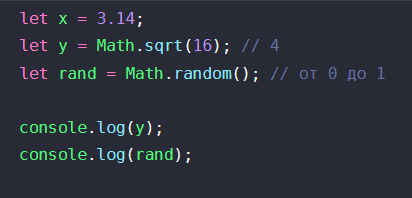 let x = 3.14;
let y = Math.sqrt(16); // 4
let rand = Math.random(); // от 0 до 1
console.log(y);
console.log(rand);